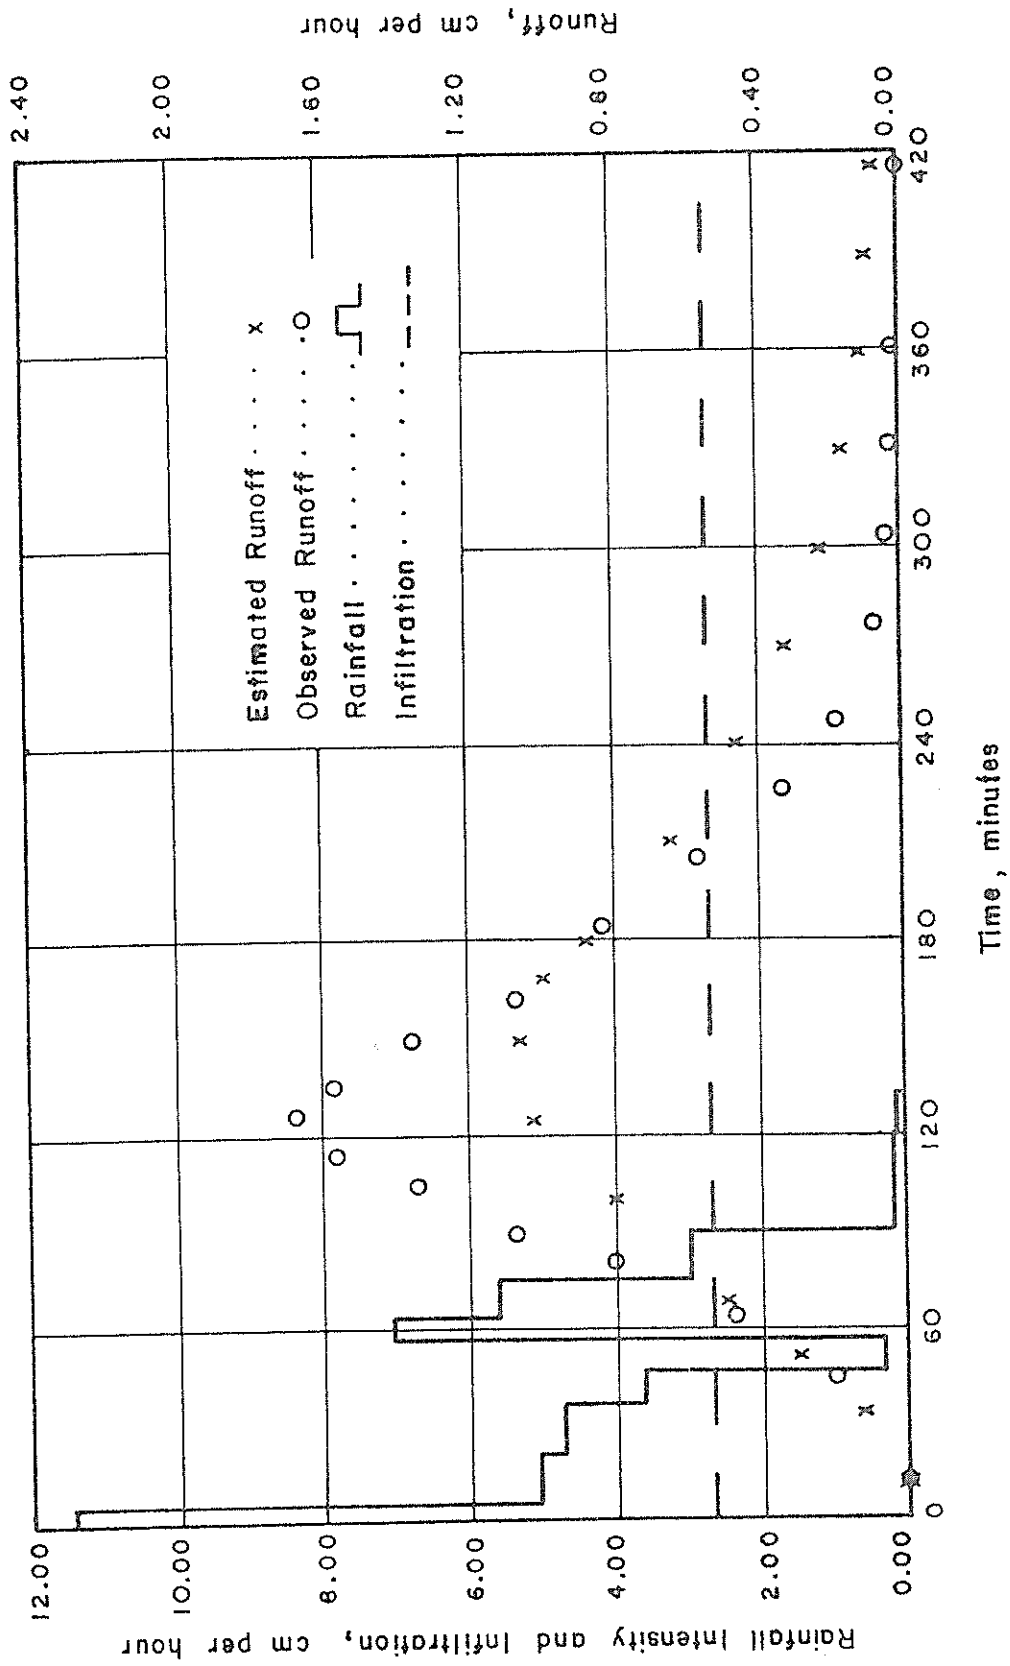 Rainfall Intensity and Infiltration, cm per hour
12.00
10.00
8.00
6.00
4.00
2.00
0.00
Estimated Runoff . . . . . x
Observed Runoff . . . . . O
Rainfall . . . . . . . .
Infiltration . . . . . . .
2.40
2.00
1.60
1.20
0.80
0.40
0.00
Runoff, cm per hour
0 60 120 180 240 300 360 420
Time, minutes